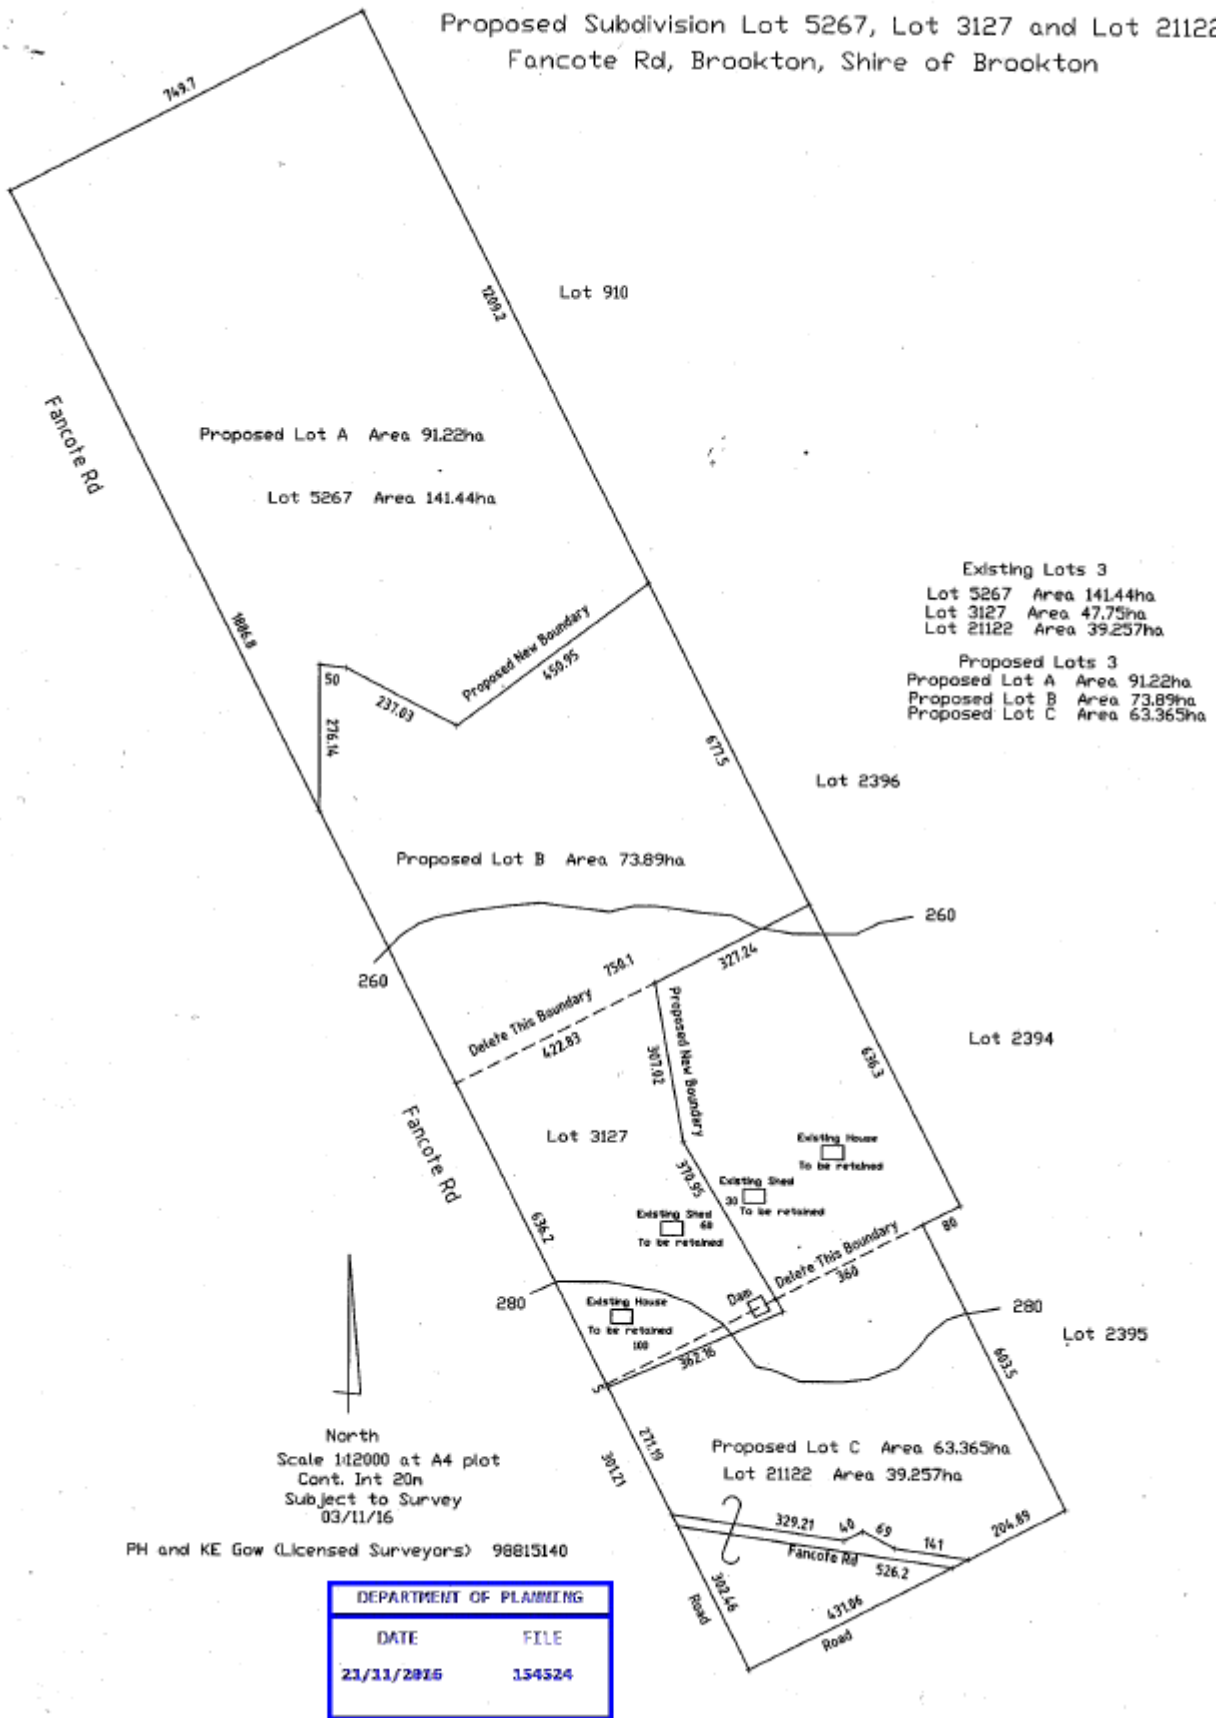 Proposed Subdivision Lot 5267, Lot 3127 and Lot 21122
Fancote Rd, Brookton, Shire of Brookton
749.7
1209.2
Lot 910
Fancote Rd
Proposed Lot A Area 91.22ha
Lot 5267 Area 141.44ha
1886.8
Existing Lots 3
Lot 5267 Area 141.44ha
Lot 3127 Area 47.75ha
Lot 21122 Area 39.257ha
Proposed Lots 3
Proposed Lot A Area 91.22ha
Proposed Lot B Area 73.89ha
Proposed Lot C Area 63.365ha
Proposed New Boundary
450.95
50
237.03
276.14
677.5
Lot 2396
Proposed Lot B Area 73.89ha
260
260
750.1
327.24
Delete This Boundary
422.83
Proposed New Boundary
307.02
636.3
Lot 2394
Fancote Rd
Lot 3127
Existing House
To be retained
370.95
Existing Shed
30
To be retained
Existing Shed
60
To be retained
636.2
Delete This Boundary
360
80
Dam
280
280
Existing House
To be retained
100
362.16
5
Lot 2395
603.5
North
Scale 1:12000 at A4 plot
Cont. Int 20m
Subject to Survey
03/11/16
271.19
301.21
Proposed Lot C Area 63.365ha
Lot 21122 Area 39.257ha
329.21
40
69
141
204.89
Fancote Rd
526.2
302.46
Road
431.06
Road
PH and KE Gow (Licensed Surveyors) 98815140
DEPARTMENT OF PLANNING
DATE FILE
21/11/2016 154524